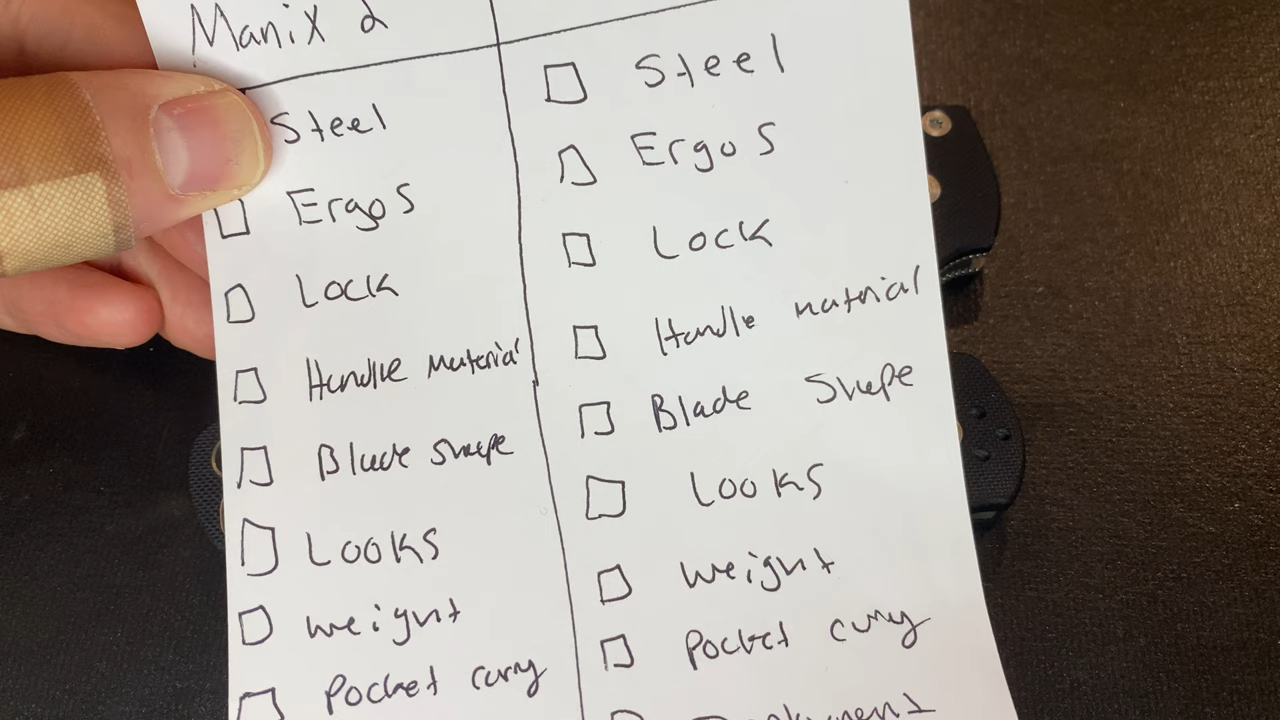 Manix 2
Steel
Ergos
Lock
Handle material
Blade shape
Looks
weight
Pocket carry
Steel
Ergos
Lock
Handle material
Blade Shape
Looks
weight
Pocket carry